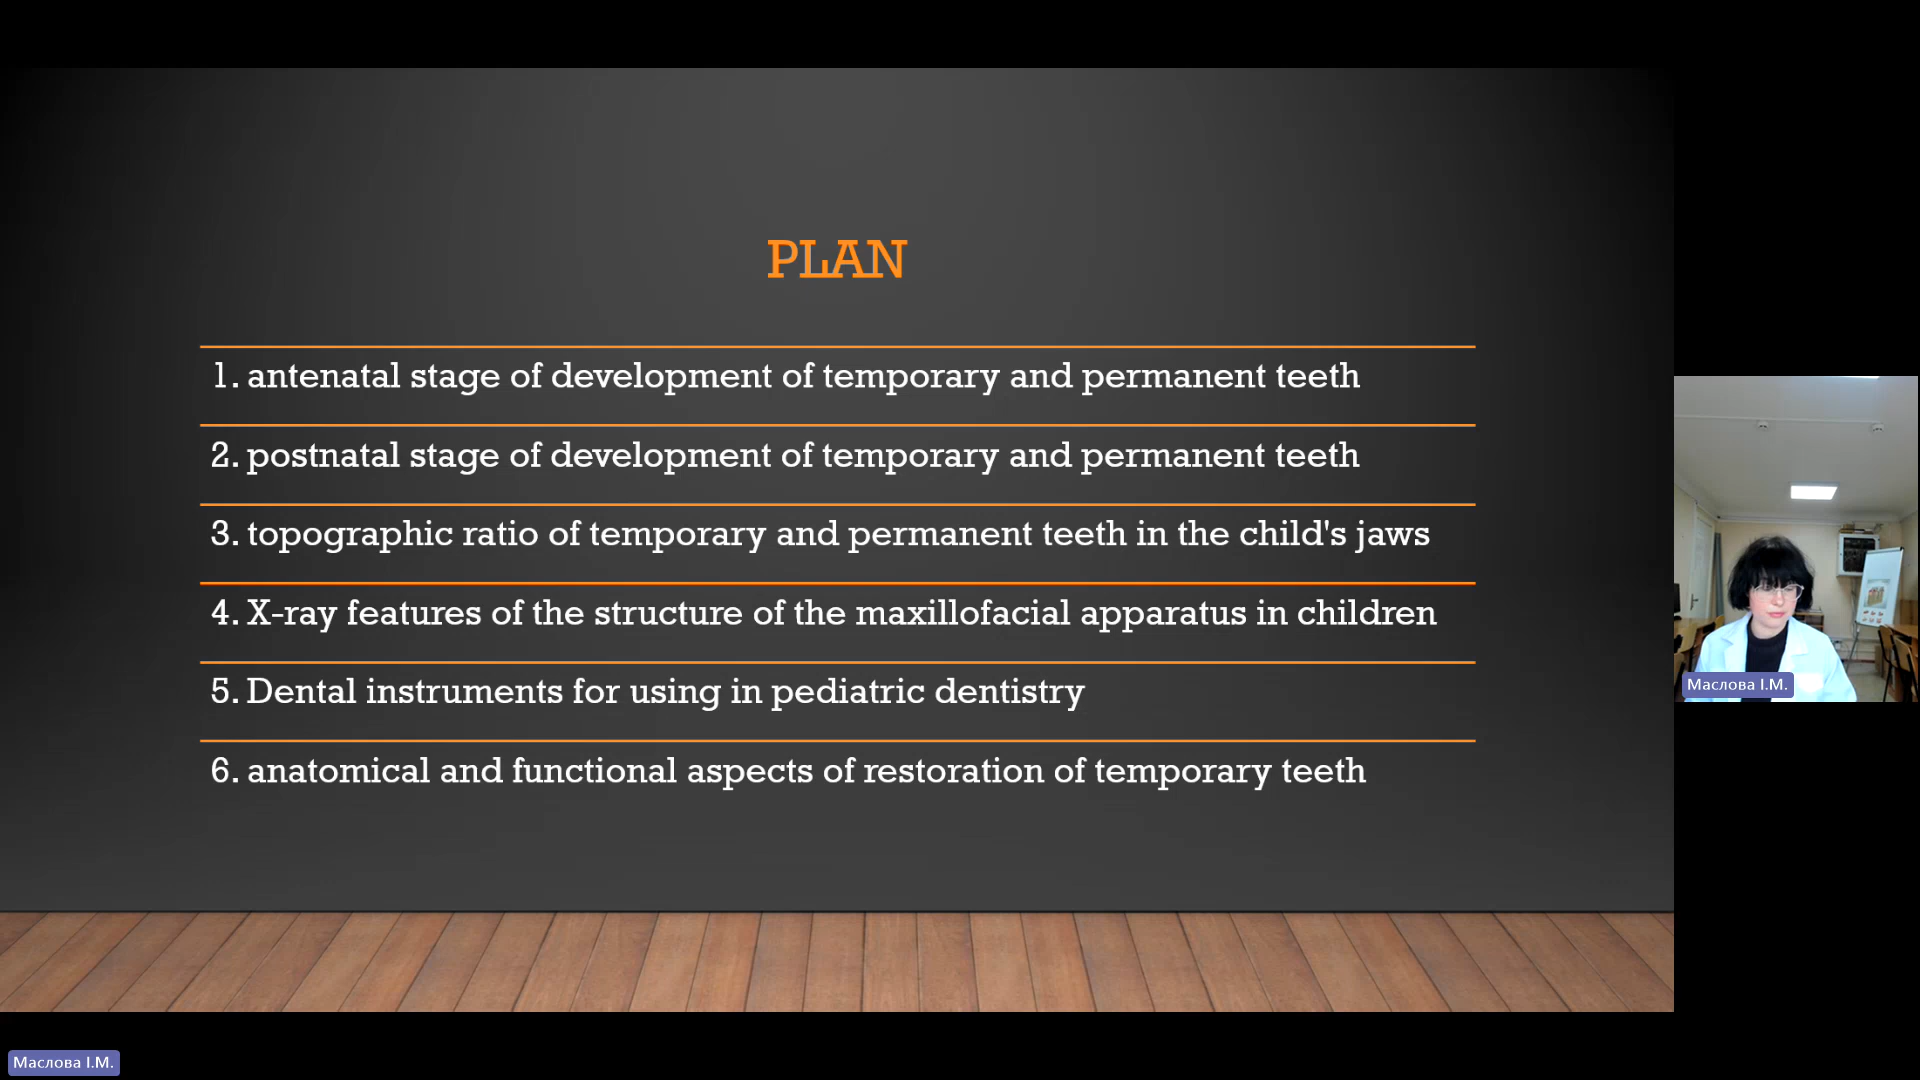 PLAN
1. antenatal stage of development of temporary and permanent teeth
2. postnatal stage of development of temporary and permanent teeth
3. topographic ratio of temporary and permanent teeth in the child's jaws
4. X-ray features of the structure of the maxillofacial apparatus in children
5. Dental instruments for using in pediatric dentistry
6. anatomical and functional aspects of restoration of temporary teeth
Маслова І.М.
Маслова І.М.